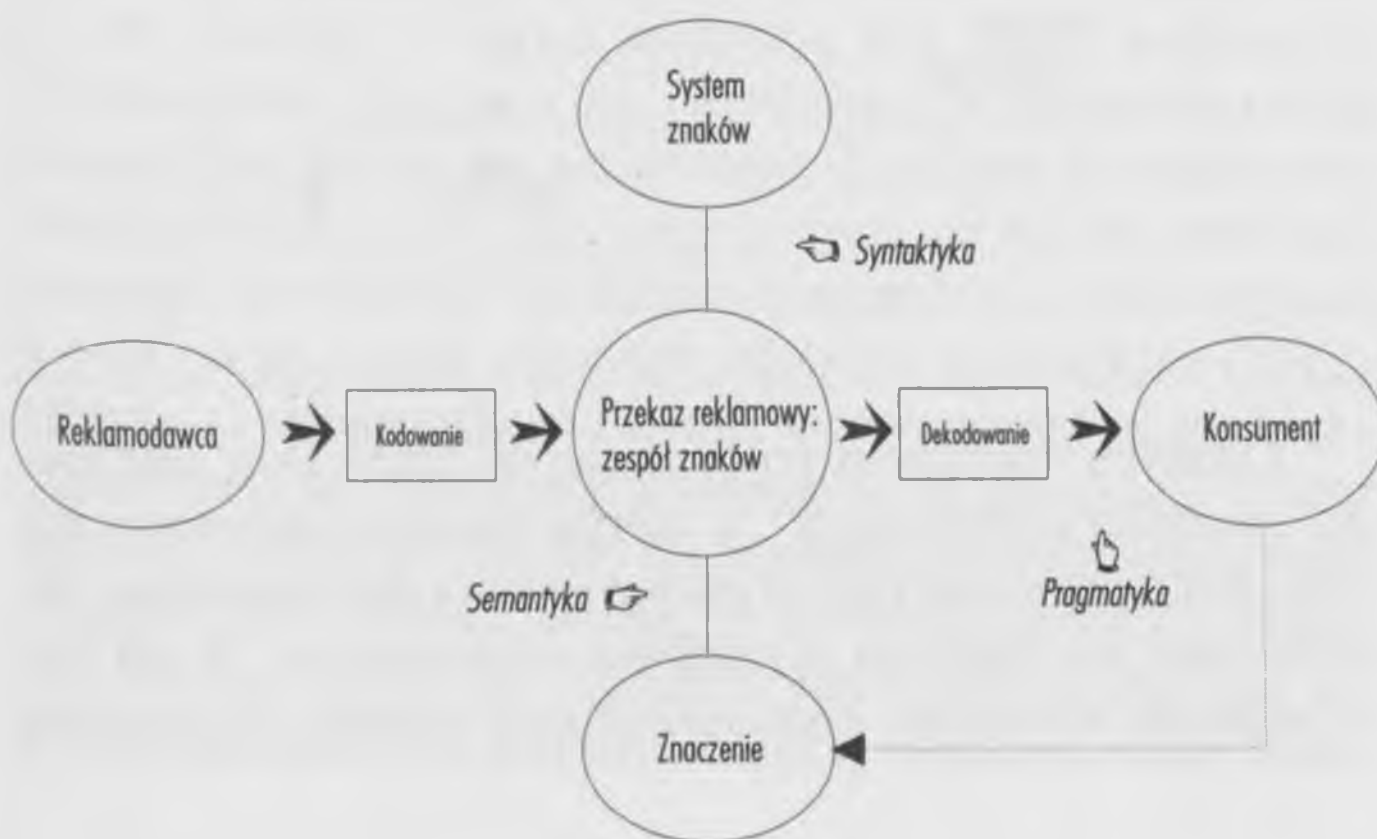 System
znaków
Syntaktyka
Reklamodawca
Kodowanie
Przekaz reklamowy:
zespół znaków
Dekodowanie
Konsument
Semantyka
Pragmatyka
Znaczenie